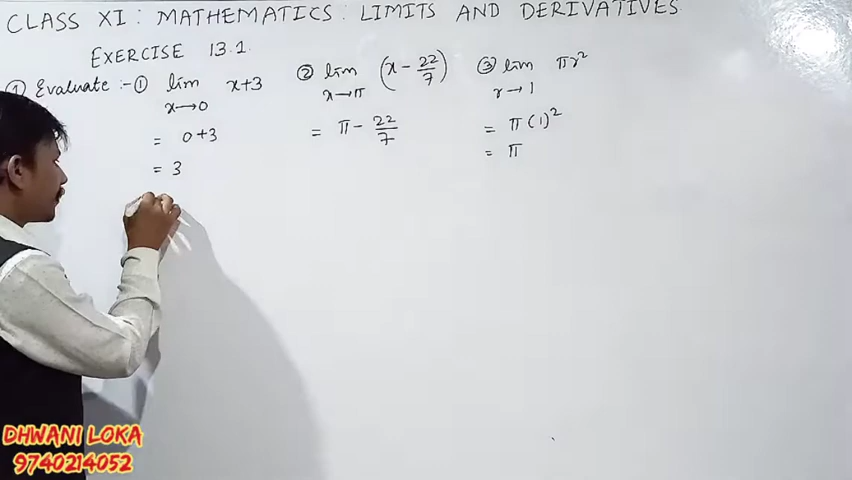 CLASS XI : MATHEMATICS : LIMITS AND DERIVATIVES
EXERCISE 13.1
① Evaluate :- ① lim x→0 x+3
= 0+3
= 3
② lim x→π (x - 22/7)
= π - 22/7
③ lim r→1 πr²
= π(1)²
= π
DHWANI LOKA
9740214052